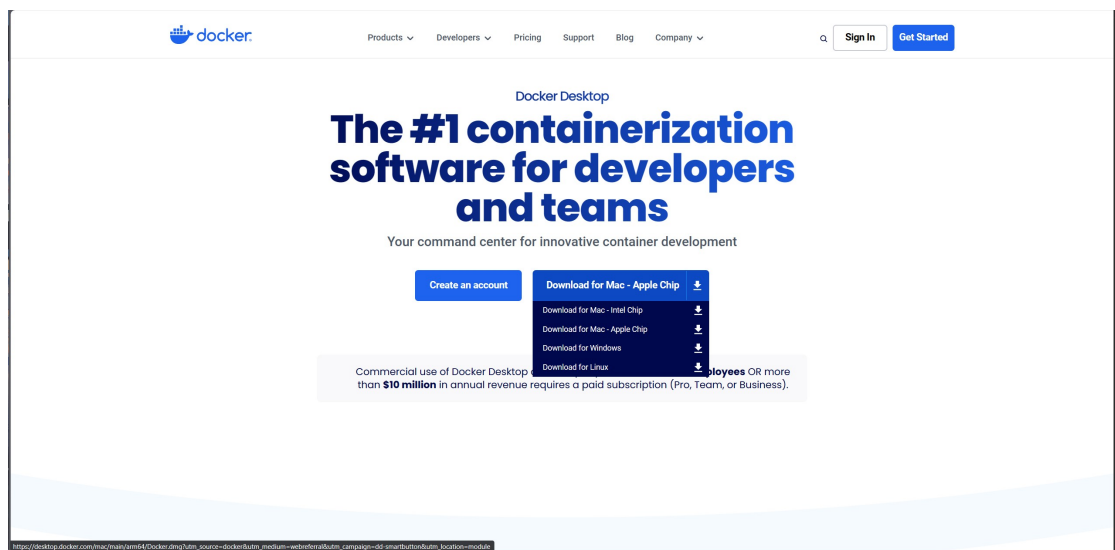 docker
Products
Developers
Pricing
Support
Blog
Company
Sign In
Get Started
Docker Desktop
The #1 containerization
software for developers
and teams
Your command center for innovative container development
Create an account
Download for Mac - Apple Chip
Download for Mac - Intel Chip
Download for Mac - Apple Chip
Download for Windows
Download for Linux
Commercial use of Docker Desktop ployees OR more
than $10 million in annual revenue requires a paid subscription (Pro, Team, or Business).
https://desktop.docker.com/mac/main/arm64/Docker.dmg?utm_source=docker&utm_medium=webreferral&utm_campaign=dd-smartbutton&utm_location=module